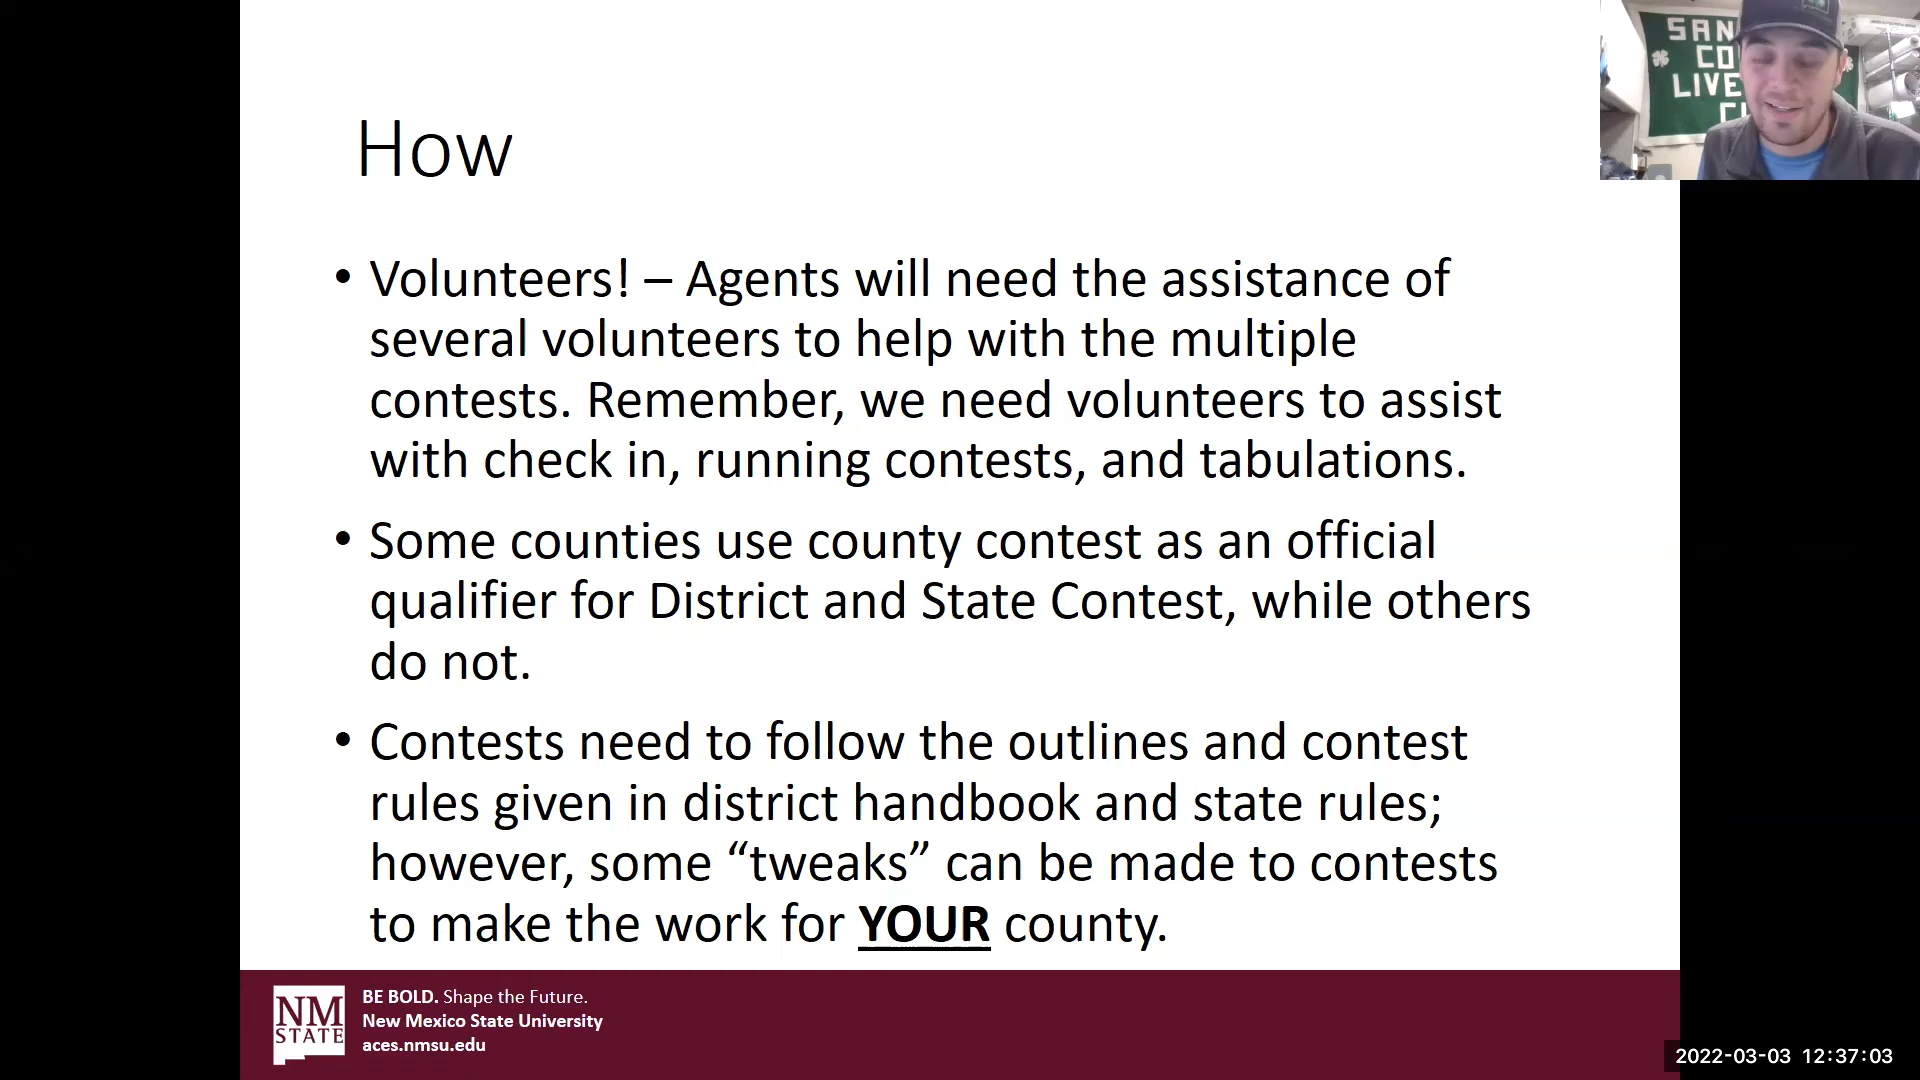 How
• Volunteers! – Agents will need the assistance of
several volunteers to help with the multiple
contests. Remember, we need volunteers to assist
with check in, running contests, and tabulations.
• Some counties use county contest as an official
qualifier for District and State Contest, while others
do not.
• Contests need to follow the outlines and contest
rules given in district handbook and state rules;
however, some “tweaks” can be made to contests
to make the work for YOUR county.
SAN
CO
LIVE
NM
STATE
BE BOLD. Shape the Future.
New Mexico State University
aces.nmsu.edu
2022-03-03 12:37:03